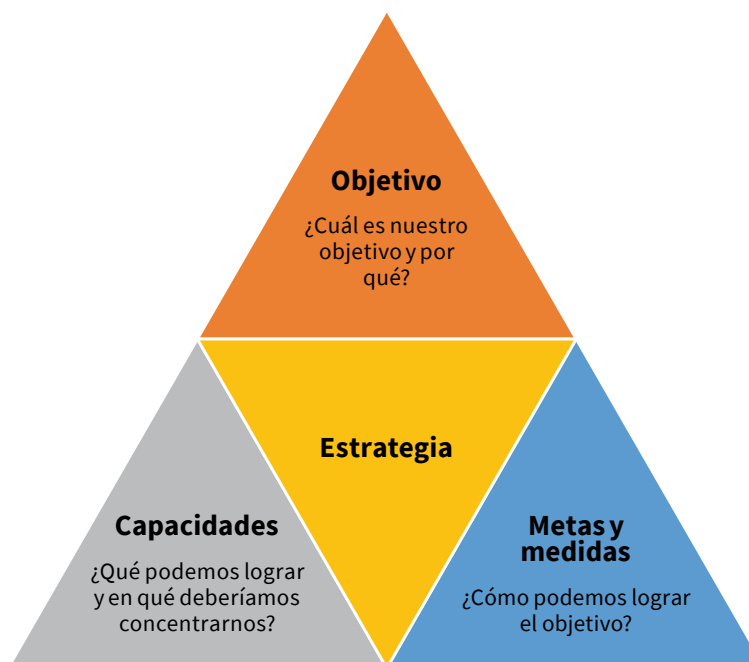 Objetivo
¿Cuál es nuestro
objetivo y por
qué?
Estrategia
Capacidades
¿Qué podemos lograr
y en qué deberíamos
concentrarnos?
Metas y
medidas
¿Cómo podemos lograr
el objetivo?